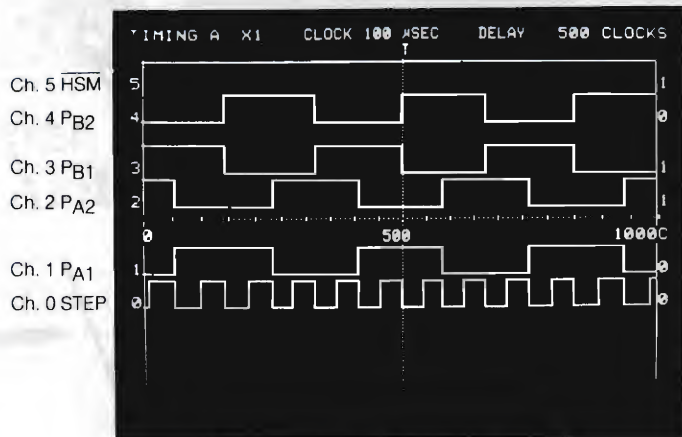 TIMING A X1 CLOCK 100 µSEC DELAY 500 CLOCKS
T
Ch. 5 HSM 5 1
Ch. 4 PB2 4 0
Ch. 3 PB1 3 1
Ch. 2 PA2 2 1
0 500 1000C
Ch. 1 PA1 1 0
Ch. 0 STEP 0 0